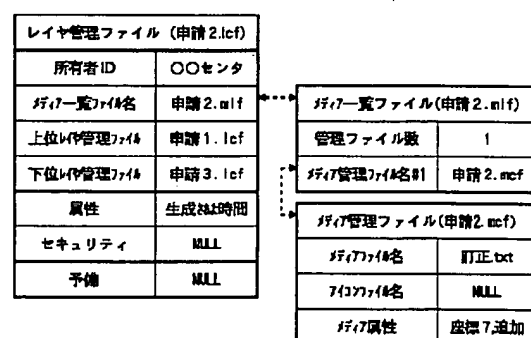 レイヤ管理ファイル (申請2.lcf)
所有者ID ○○センタ
ﾒﾃﾞｨｱ一覧ﾌｧｲﾙ名 申請2.mlf
上位ﾚｲﾔ管理ﾌｧｲﾙ 申請1.lcf
下位ﾚｲﾔ管理ﾌｧｲﾙ 申請3.lcf
属性 時間
セキュリティ NULL
予備 NULL
ﾒﾃﾞｨｱ一覧ファイル(申請2.mlf)
管理ファイル数 1
ﾒﾃﾞｨｱ管理ﾌｧｲﾙ名#1 申請2.mcf
ﾒﾃﾞｨｱ管理ファイル(申請2.mcf)
ﾒﾃﾞｨｱﾌｧｲﾙ名 訂正.txt
ｱｲｺﾝﾌｧｲﾙ名 NULL
ﾒﾃﾞｨｱ属性 座標7,追加